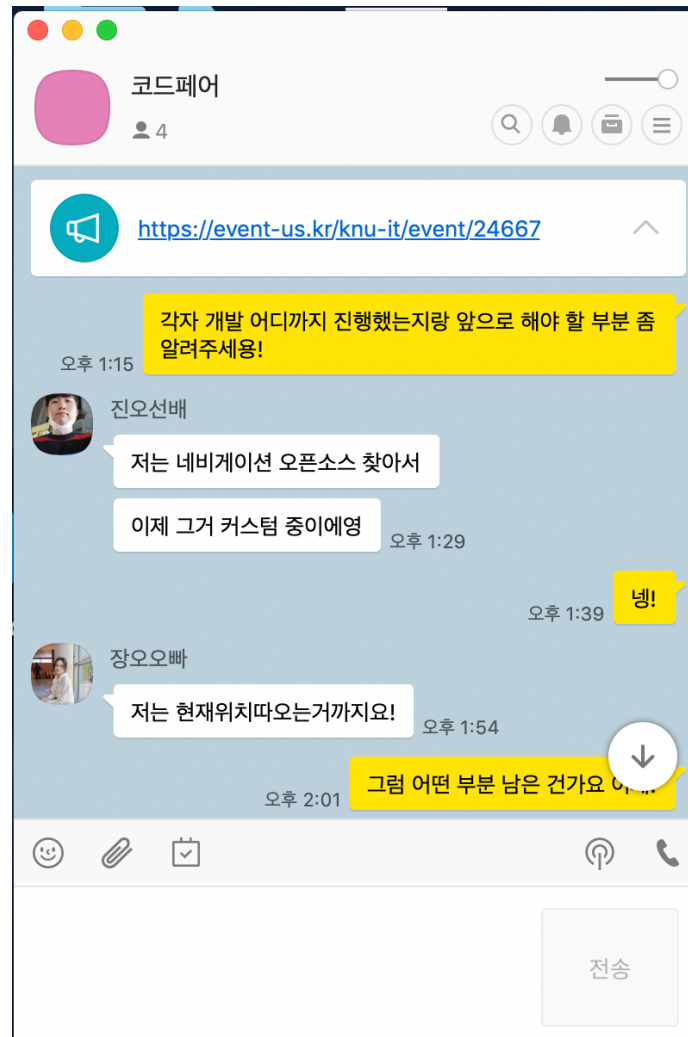 코드페어
4
https://event-us.kr/knu-it/event/24667
각자 개발 어디까지 진행했는지랑 앞으로 해야 할 부분 좀
알려주세용!
오후 1:15
진오선배
저는 네비게이션 오픈소스 찾아서
이제 그거 커스텀 중이에영
오후 1:29
넹!
오후 1:39
장오오빠
저는 현재위치따오는거까지요!
오후 1:54
그럼 어떤 부분 남은 건가요
오후 2:01
전송